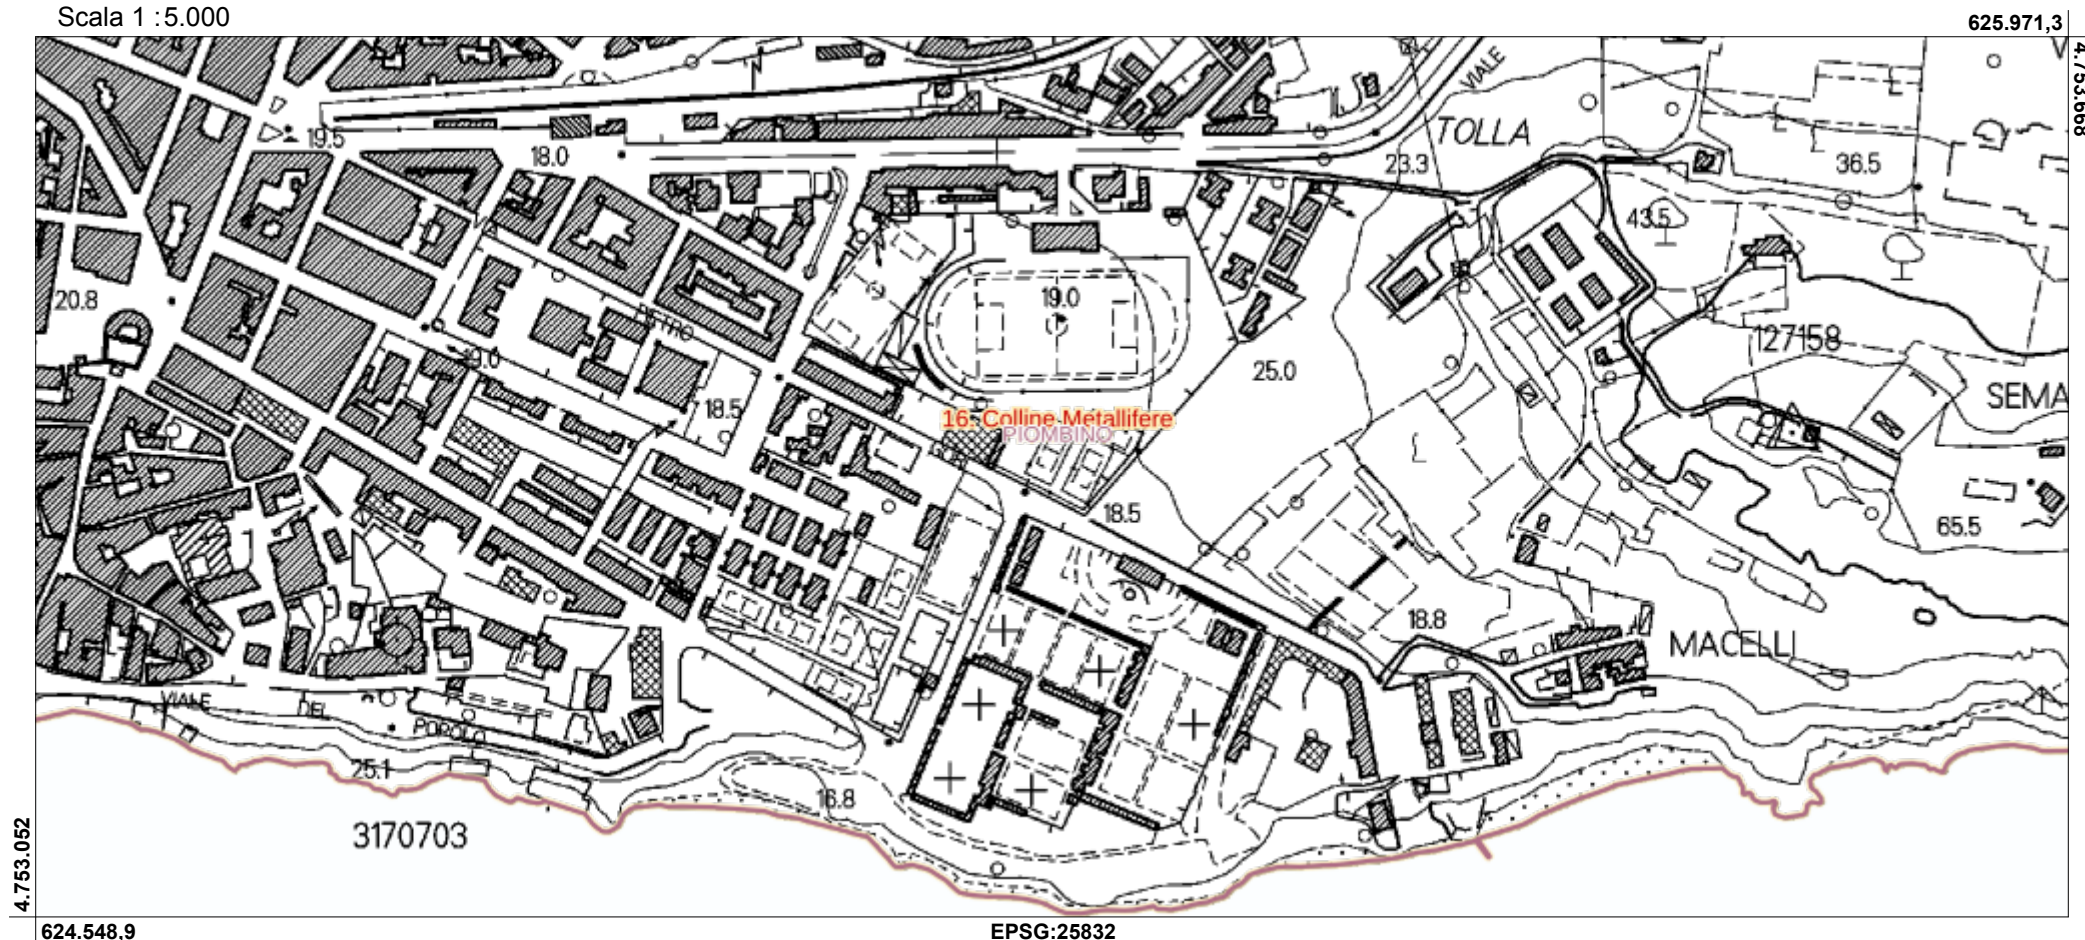 Scala 1 :5.000
625.971,3
4.753.668
VIALE
TOLLA
19.5
18.0
23.3
36.5
43.5
20.8
19.0
127158
19.0
25.0
SEMA
18.5
16. Colline Metallifere
PIOMBINO
18.5
65.5
18.8
MACELLI
VIALE
DEL
POPOLO
25.1
16.8
3170703
4.753.052
624.548,9
EPSG:25832